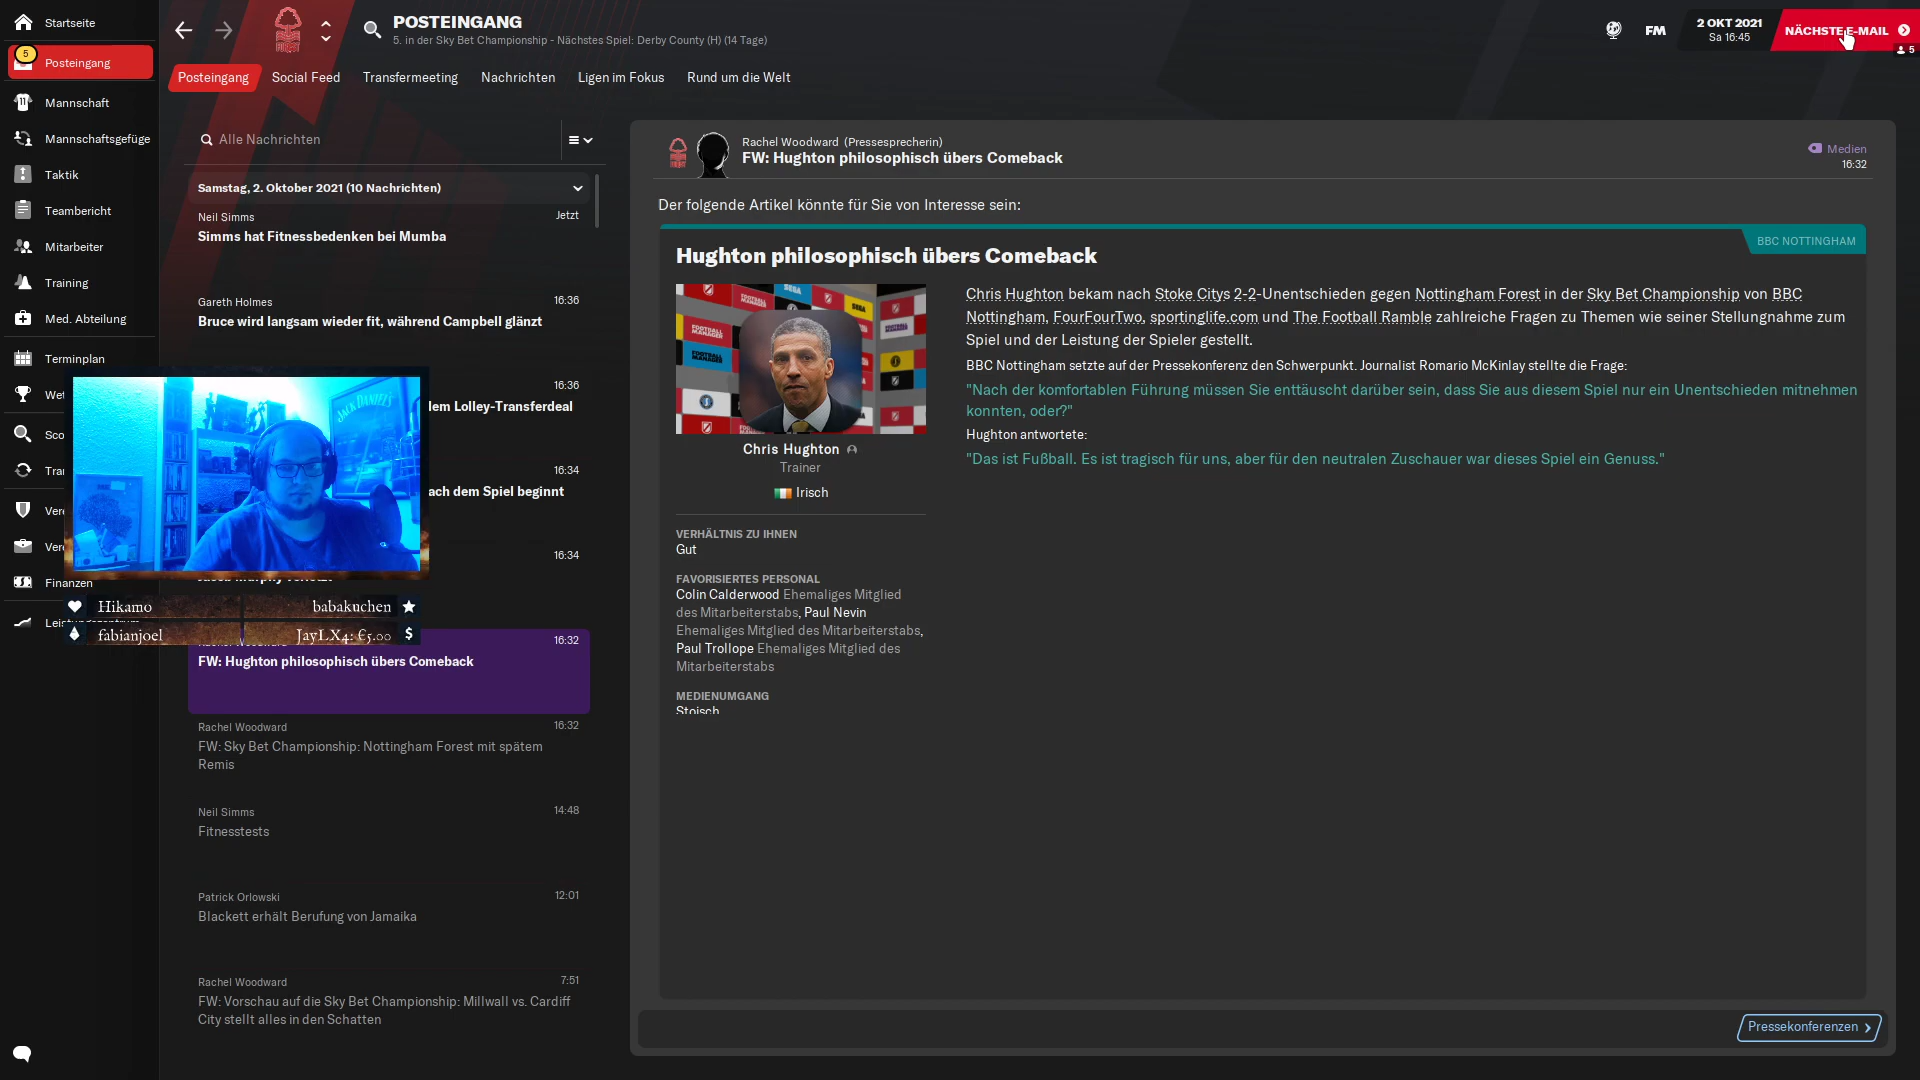 Startseite
5
Posteingang
Mannschaft
Mannschaftsgefüge
Taktik
Teambericht
Mitarbeiter
Training
Med. Abteilung
Terminplan
Finanzen
POSTEINGANG
5. in der Sky Bet Championship - Nächstes Spiel: Derby County (H) (14 Tage)
FM
2 OKT 2021
Sa 16:45
NÄCHSTE E-MAIL
5
Posteingang
Social Feed
Transfermeeting
Nachrichten
Ligen im Fokus
Rund um die Welt
Alle Nachrichten
Samstag, 2. Oktober 2021 (10 Nachrichten)
Neil Simms
Jetzt
Simms hat Fitnessbedenken bei Mumba
Gareth Holmes
16:36
Bruce wird langsam wieder fit, während Campbell glänzt
16:36
lem Lolley-Transferdeal
16:34
ach dem Spiel beginnt
16:34
JACK DANIEL'S
Hikamo
babakuchen
fabianjoel
JayLX4: €5.00
16:32
FW: Hughton philosophisch übers Comeback
Rachel Woodward
16:32
FW: Sky Bet Championship: Nottingham Forest mit spätem
Remis
Neil Simms
14:48
Fitnesstests
Patrick Orlowski
12:01
Blackett erhält Berufung von Jamaika
Rachel Woodward
7:51
FW: Vorschau auf die Sky Bet Championship: Millwall vs. Cardiff
City stellt alles in den Schatten
Rachel Woodward (Pressesprecherin)
FW: Hughton philosophisch übers Comeback
Medien
16:32
Der folgende Artikel könnte für Sie von Interesse sein:
BBC NOTTINGHAM
Hughton philosophisch übers Comeback
Chris Hughton
Trainer
Irisch
VERHÄLTNIS ZU IHNEN
Gut
FAVORISIERTES PERSONAL
Colin Calderwood Ehemaliges Mitglied
des Mitarbeiterstabs, Paul Nevin
Ehemaliges Mitglied des Mitarbeiterstabs,
Paul Trollope Ehemaliges Mitglied des
Mitarbeiterstabs
MEDIENUMGANG
Stoisch
Chris Hughton bekam nach Stoke Citys 2-2-Unentschieden gegen Nottingham Forest in der Sky Bet Championship von BBC
Nottingham, FourFourTwo, sportinglife.com und The Football Ramble zahlreiche Fragen zu Themen wie seiner Stellungnahme zum
Spiel und der Leistung der Spieler gestellt.
BBC Nottingham setzte auf der Pressekonferenz den Schwerpunkt. Journalist Romario McKinlay stellte die Frage:
"Nach der komfortablen Führung müssen Sie enttäuscht darüber sein, dass Sie aus diesem Spiel nur ein Unentschieden mitnehmen
konnten, oder?"
Hughton antwortete:
"Das ist Fußball. Es ist tragisch für uns, aber für den neutralen Zuschauer war dieses Spiel ein Genuss."
Pressekonferenzen